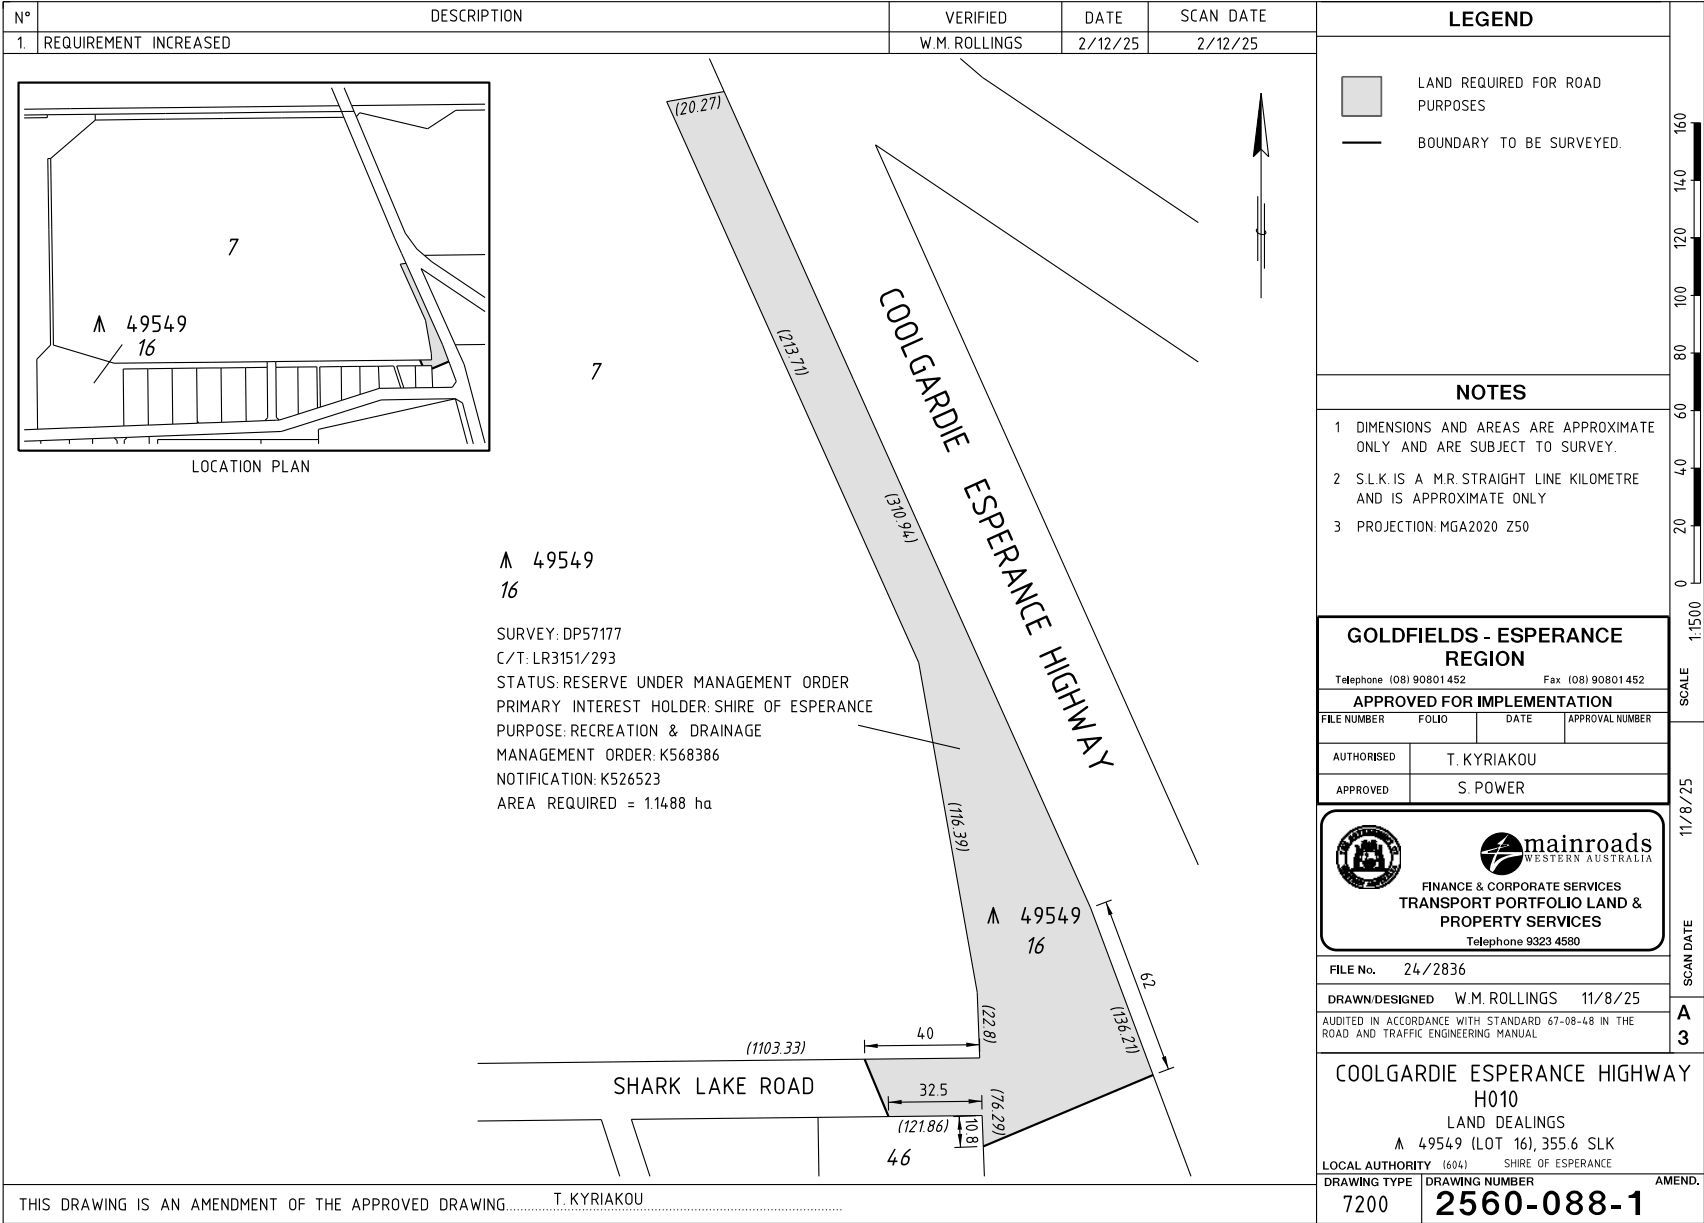 N° DESCRIPTION VERIFIED DATE SCAN DATE
1. REQUIREMENT INCREASED W.M. ROLLINGS 2/12/25 2/12/25
7
49549
16
LOCATION PLAN
(20.27)
(213.71)
(310.94)
7
COOLGARDIE ESPERANCE HIGHWAY
49549
16
SURVEY: DP57177
C/T: LR3151/293
STATUS: RESERVE UNDER MANAGEMENT ORDER
PRIMARY INTEREST HOLDER: SHIRE OF ESPERANCE
PURPOSE: RECREATION & DRAINAGE
MANAGEMENT ORDER: K568386
NOTIFICATION: K526523
AREA REQUIRED = 1.1488 ha
(116.39)
49549
16
62
(136.21)
(22.8)
40
(1103.33)
SHARK LAKE ROAD
32.5
(76.29)
(121.86)
10.8
46
THIS DRAWING IS AN AMENDMENT OF THE APPROVED DRAWING T. KYRIAKOU
LEGEND
LAND REQUIRED FOR ROAD
PURPOSES
BOUNDARY TO BE SURVEYED.
NOTES
1 DIMENSIONS AND AREAS ARE APPROXIMATE
ONLY AND ARE SUBJECT TO SURVEY.
2 S.L.K. IS A M.R. STRAIGHT LINE KILOMETRE
AND IS APPROXIMATE ONLY
3 PROJECTION: MGA2020 Z50
GOLDFIELDS - ESPERANCE
REGION
Telephone (08) 90801 452 Fax (08) 90801 452
APPROVED FOR IMPLEMENTATION
FILE NUMBER FOLIO DATE APPROVAL NUMBER
AUTHORISED T. KYRIAKOU
APPROVED S. POWER
mainroads
WESTERN AUSTRALIA
FINANCE & CORPORATE SERVICES
TRANSPORT PORTFOLIO LAND &
PROPERTY SERVICES
Telephone 9323 4580
FILE No. 24/2836
DRAWN/DESIGNED W.M. ROLLINGS 11/8/25
AUDITED IN ACCORDANCE WITH STANDARD 67-08-48 IN THE
ROAD AND TRAFFIC ENGINEERING MANUAL
COOLGARDIE ESPERANCE HIGHWAY
H010
LAND DEALINGS
49549 (LOT 16), 355.6 SLK
LOCAL AUTHORITY (604) SHIRE OF ESPERANCE
DRAWING TYPE DRAWING NUMBER AMEND.
7200 2560-088-1
160
140
120
100
80
60
40
20
0
1:1500
SCALE
11/8/25
SCAN DATE
A
3